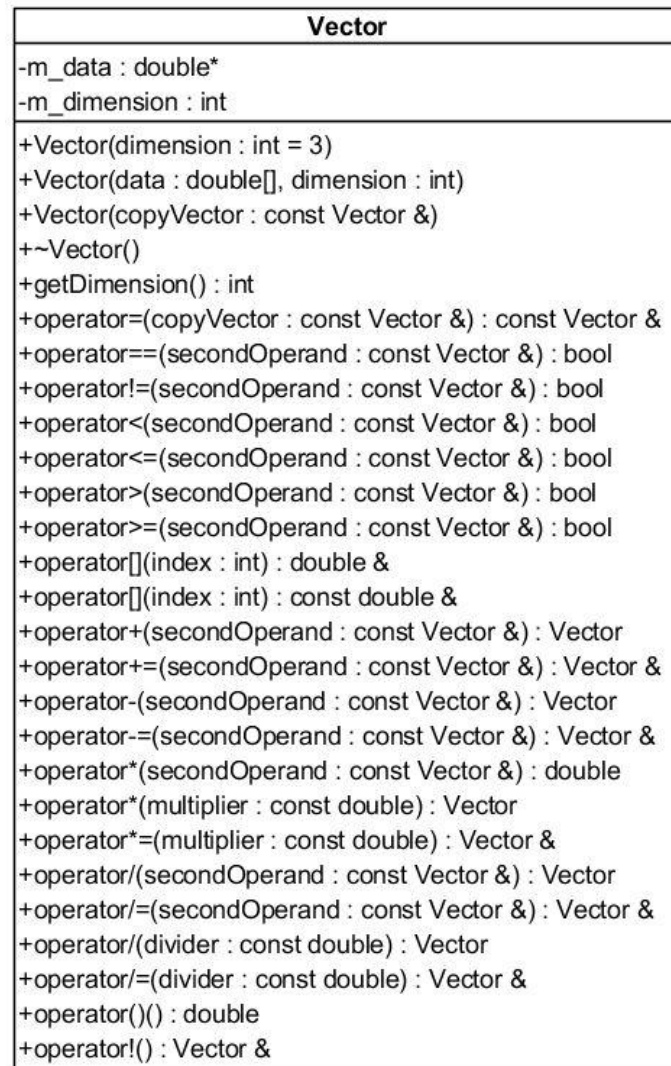 Vector
-m_data : double*
-m_dimension : int
+Vector(dimension : int = 3)
+Vector(data : double[], dimension : int)
+Vector(copyVector : const Vector &)
+~Vector()
+getDimension() : int
+operator=(copyVector : const Vector &) : const Vector &
+operator==(secondOperand : const Vector &) : bool
+operator!=(secondOperand : const Vector &) : bool
+operator<(secondOperand : const Vector &) : bool
+operator<=(secondOperand : const Vector &) : bool
+operator>(secondOperand : const Vector &) : bool
+operator>=(secondOperand : const Vector &) : bool
+operator[](index : int) : double &
+operator[](index : int) : const double &
+operator+(secondOperand : const Vector &) : Vector
+operator+=(secondOperand : const Vector &) : Vector &
+operator-(secondOperand : const Vector &) : Vector
+operator-=(secondOperand : const Vector &) : Vector &
+operator*(secondOperand : const Vector &) : double
+operator*(multiplier : const double) : Vector
+operator*=(multiplier : const double) : Vector &
+operator/(secondOperand : const Vector &) : Vector
+operator/=(secondOperand : const Vector &) : Vector &
+operator/(divider : const double) : Vector
+operator/=(divider : const double) : Vector &
+operator()() : double
+operator!() : Vector &